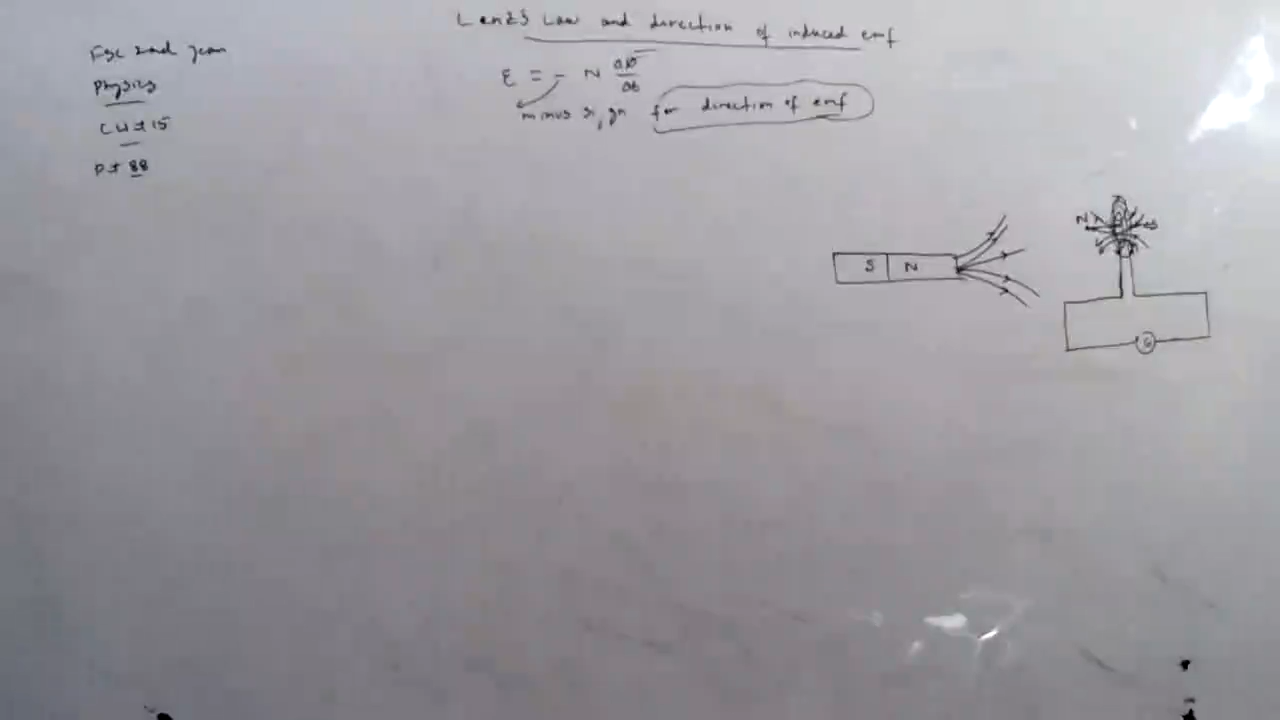 Lenz's Law and direction of induced emf
Fsc 2nd year
Physics
CH # 15
P # 88
ε = - N Δφ/Δt
minus sign for direction of emf
S N
N S
G